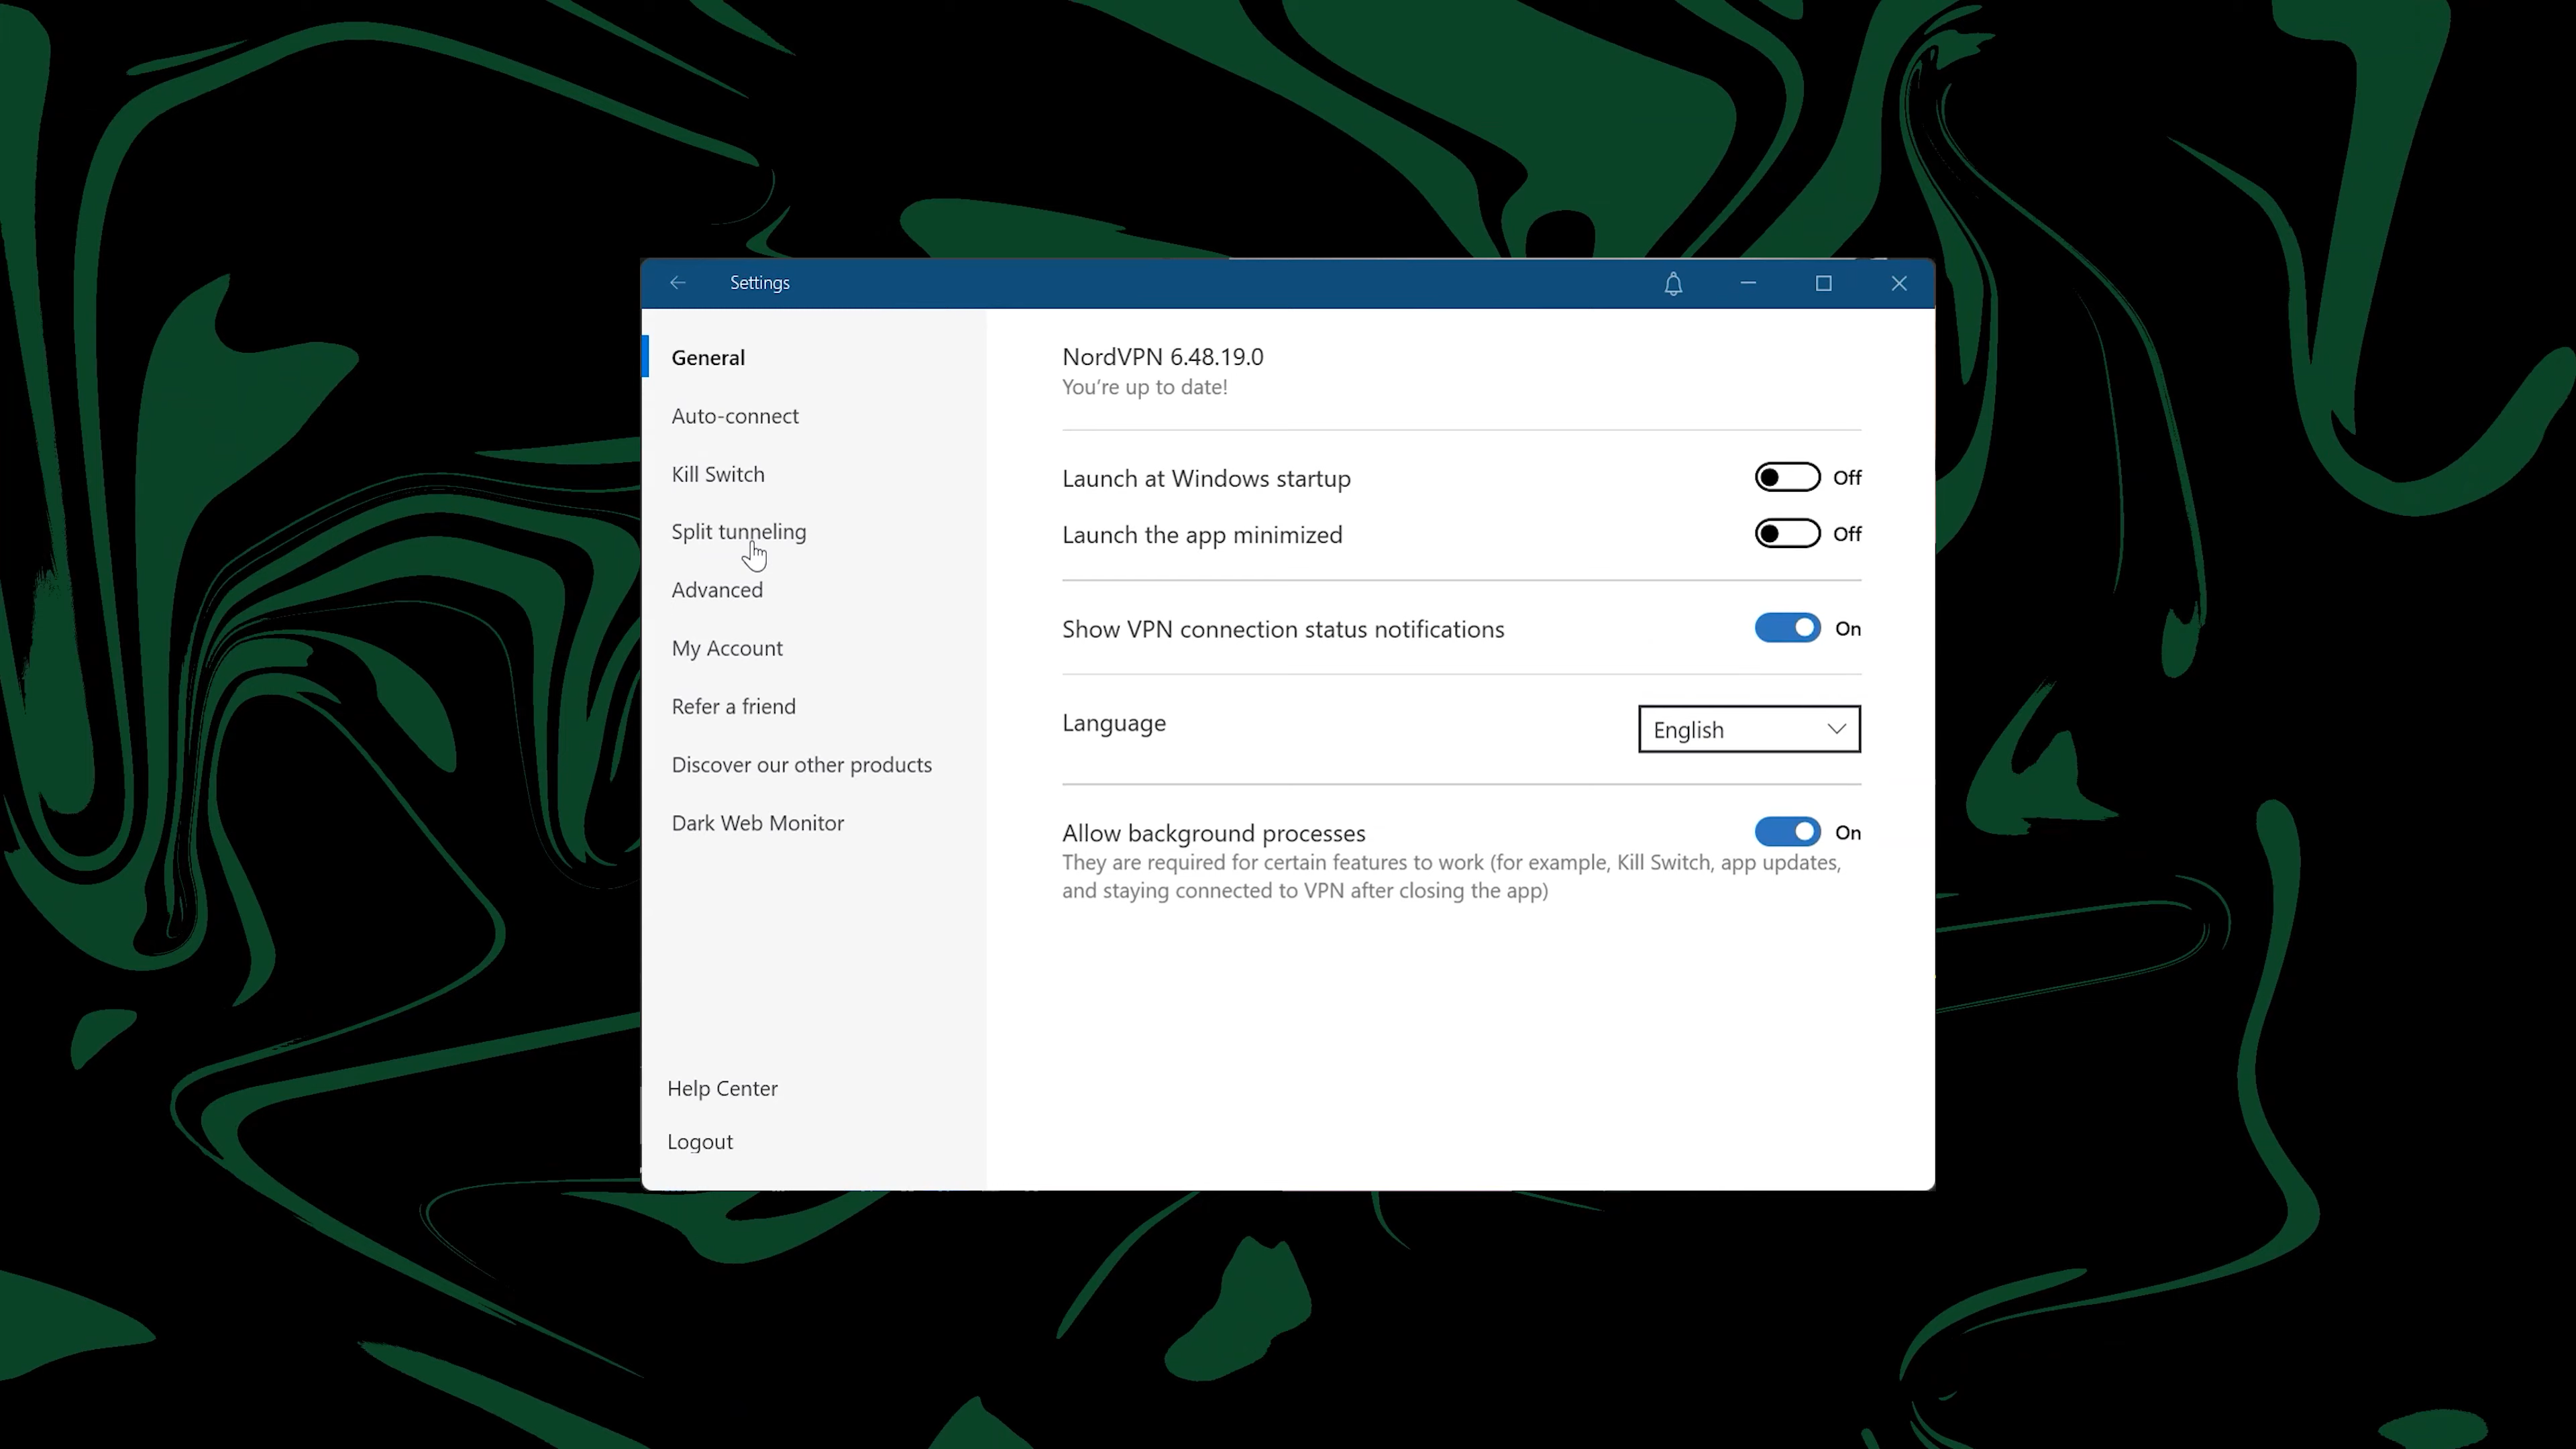 Settings
General
Auto-connect
Kill Switch
Split tunneling
Advanced
My Account
Refer a friend
Discover our other products
Dark Web Monitor
Help Center
Logout
NordVPN 6.48.19.0
You're up to date!
Launch at Windows startup Off
Launch the app minimized Off
Show VPN connection status notifications On
Language English
Allow background processes On
They are required for certain features to work (for example, Kill Switch, app updates,
and staying connected to VPN after closing the app)